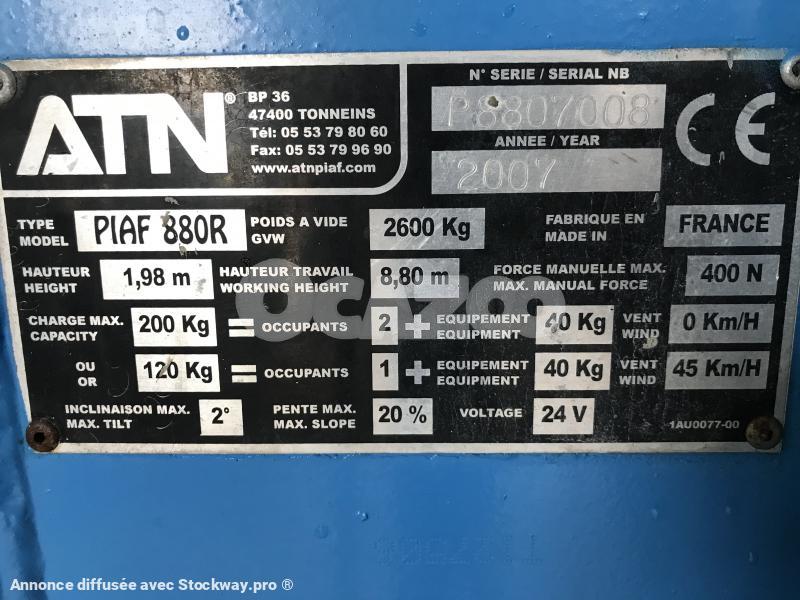 ATN®
BP 36
47400 TONNEINS
Tél: 05 53 79 80 60
Fax: 05 53 79 96 90
www.atnpiaf.com
N° SERIE / SERIAL NB
P8807008
ANNEE / YEAR
2007
CE
TYPE MODEL PIAF 880R POIDS A VIDE GVW 2600 Kg FABRIQUE EN MADE IN FRANCE
HAUTEUR HEIGHT 1,98 m HAUTEUR TRAVAIL WORKING HEIGHT 8,80 m FORCE MANUELLE MAX. MAX. MANUAL FORCE 400 N
CHARGE MAX. CAPACITY 200 Kg = OCCUPANTS 2 + EQUIPEMENT EQUIPMENT 40 Kg VENT WIND 0 Km/H
OU OR 120 Kg = OCCUPANTS 1 + EQUIPEMENT EQUIPMENT 40 Kg VENT WIND 45 Km/H
INCLINAISON MAX. MAX. TILT 2° PENTE MAX. MAX. SLOPE 20 % VOLTAGE 24 V 1AU0077-00
OCAZOO
Annonce diffusée avec Stockway.pro ®